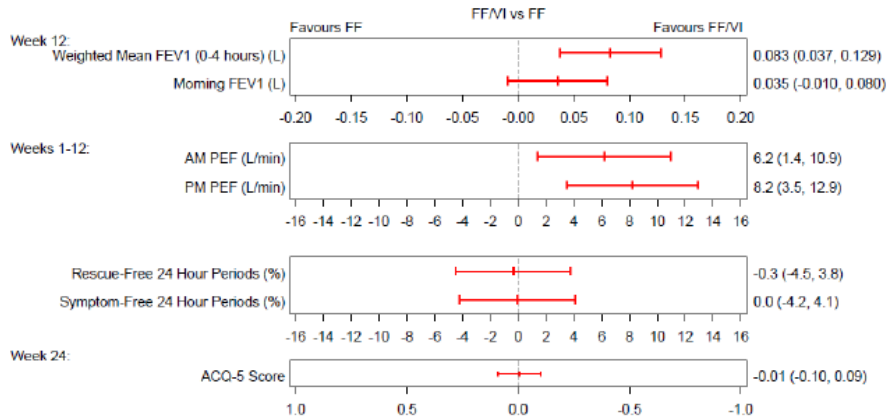 FF/VI vs FF
Favours FF Favours FF/VI
Week 12:
Weighted Mean FEV1 (0-4 hours) (L) 0.083 (0.037, 0.129)
Morning FEV1 (L) 0.035 (-0.010, 0.080)
-0.20 -0.15 -0.10 -0.05 -0.00 0.05 0.10 0.15 0.20
Weeks 1-12:
AM PEF (L/min) 6.2 (1.4, 10.9)
PM PEF (L/min) 8.2 (3.5, 12.9)
-16 -14 -12 -10 -8 -6 -4 -2 0 2 4 6 8 10 12 14 16
Rescue-Free 24 Hour Periods (%) -0.3 (-4.5, 3.8)
Symptom-Free 24 Hour Periods (%) 0.0 (-4.2, 4.1)
-16 -14 -12 -10 -8 -6 -4 -2 0 2 4 6 8 10 12 14 16
Week 24:
ACQ-5 Score -0.01 (-0.10, 0.09)
1.0 0.5 0.0 -0.5 -1.0